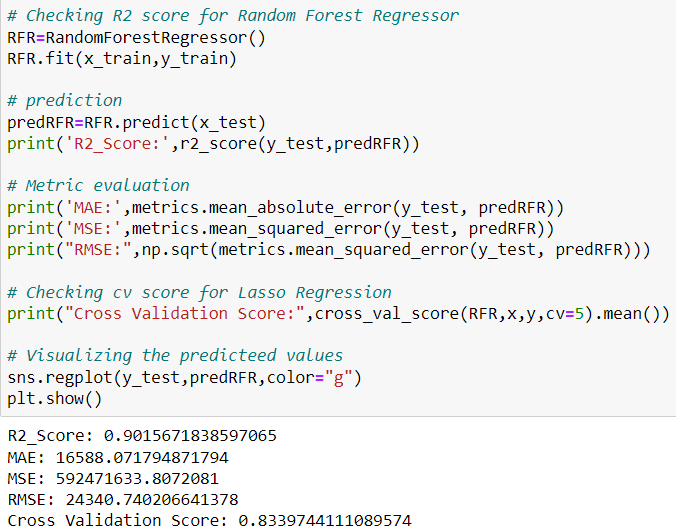 # Checking R2 score for Random Forest Regressor
RFR=RandomForestRegressor()
RFR.fit(x_train,y_train)
# prediction
predRFR=RFR.predict(x_test)
print('R2_Score:',r2_score(y_test,predRFR))
# Metric evaluation
print('MAE:',metrics.mean_absolute_error(y_test, predRFR))
print('MSE:',metrics.mean_squared_error(y_test, predRFR))
print("RMSE:",np.sqrt(metrics.mean_squared_error(y_test, predRFR)))
# Checking cv score for Lasso Regression
print("Cross Validation Score:",cross_val_score(RFR,x,y,cv=5).mean())
# Visualizing the predicteed values
sns.regplot(y_test,predRFR,color="g")
plt.show()
R2_Score: 0.9015671838597065
MAE: 16588.071794871794
MSE: 592471633.8072081
RMSE: 24340.740206641378
Cross Validation Score: 0.8339744111089574